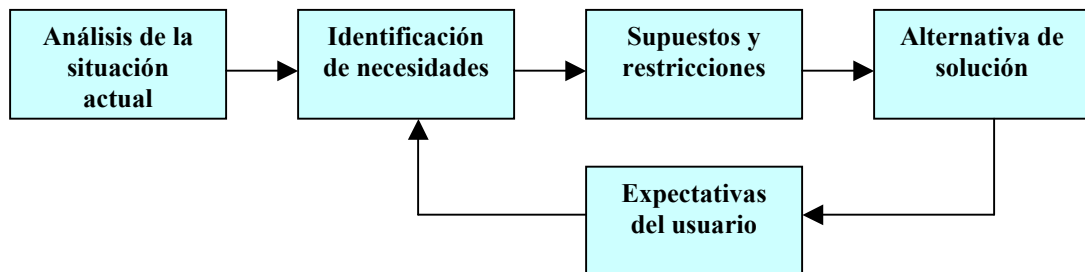 Análisis de la
situación
actual
Identificación
de necesidades
Supuestos y
restricciones
Alternativa de
solución
Expectativas
del usuario